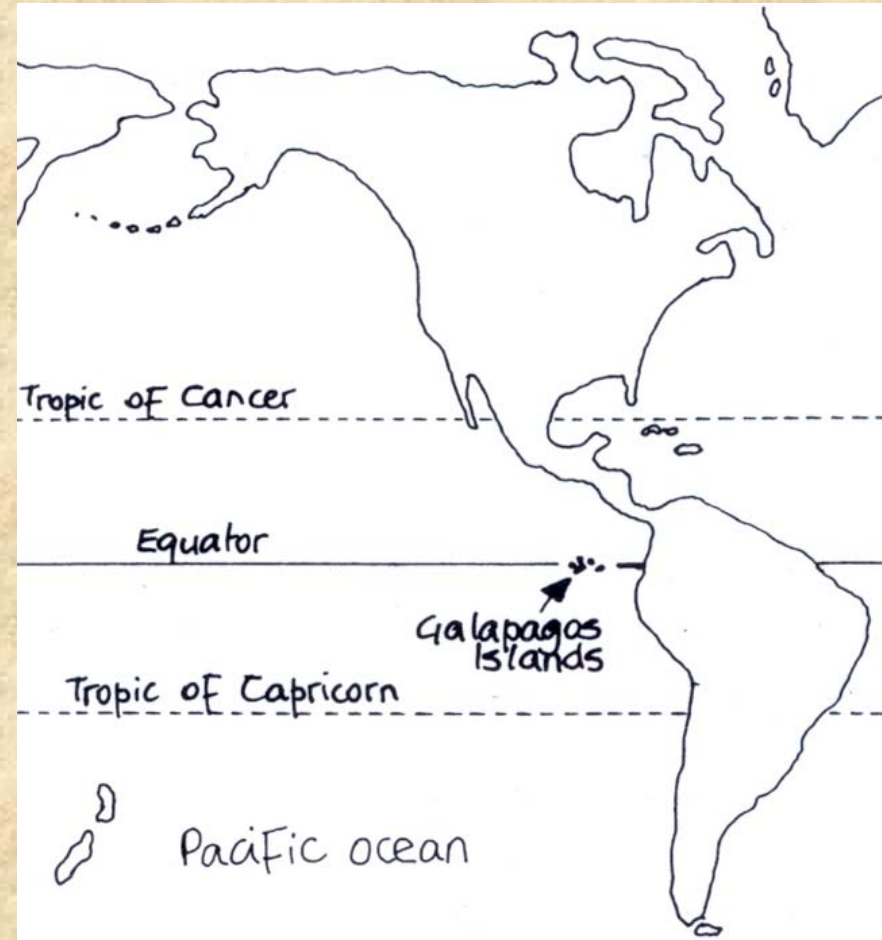 Tropic of Cancer
Equator
Galapagos
Islands
Tropic of Capricorn
Pacific ocean